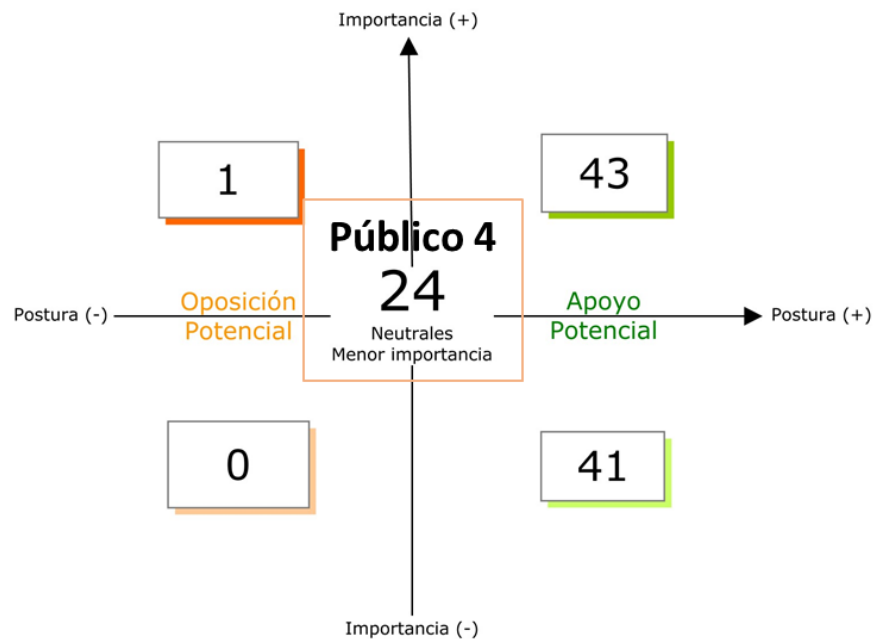 Importancia (+)
1
43
Público 4
24
Neutrales
Menor importancia
Postura (-)
Oposición
Potencial
Apoyo
Potencial
Postura (+)
0
41
Importancia (-)